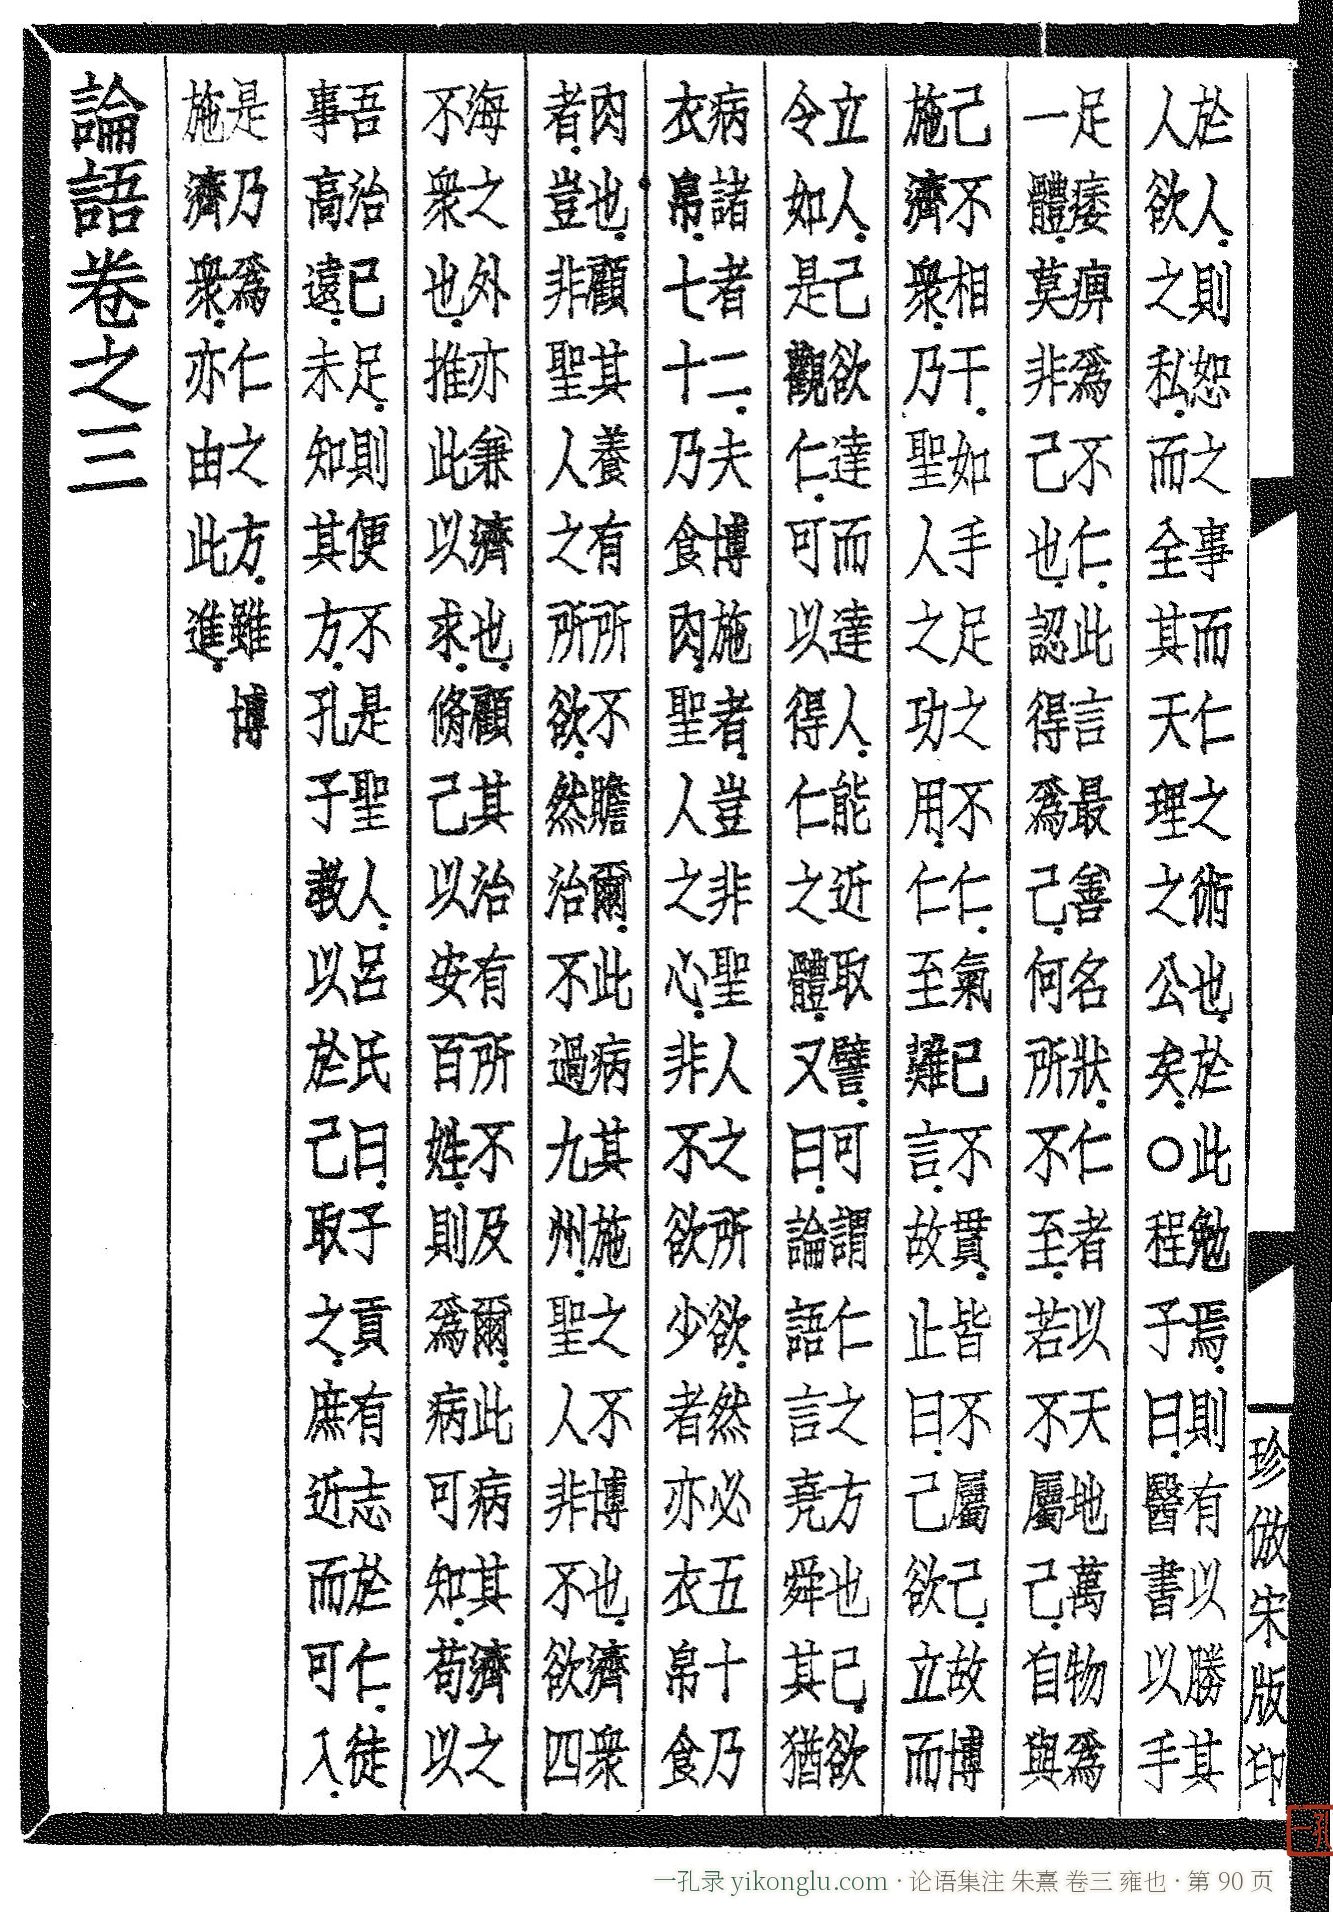 珍倣宋版印
於人。則恕之事而仁之術也。於此勉焉。則有以勝其
人欲之私。而全其天理之公矣。○程子曰。醫書以手
足痿痹爲不仁。此言最善名狀。仁者以天地萬物爲
一體。莫非己也。認得爲己。何所不至。若不屬己。自與
己不相干。如手足之不仁。氣已不貫。皆不屬己。故博
施濟衆。乃聖人之功用。仁至難言。故止曰。己欲立而
立人。己欲達而達人。能近取譬。可謂仁之方也已。欲
令如是觀仁。可以得仁之體。又曰。論語言堯舜其猶
病諸者二。夫博施者。豈非聖人之所欲。然必五十乃
衣帛。七十乃食肉。聖人之心。非不欲少者亦衣帛食
肉也。顧其養有所不贍爾。此病其施之不博也。濟衆
者。豈非聖人之所欲。然治不過九州。聖人非不欲四
海之外亦兼濟也。顧其治有所不及爾。此病其濟之
不衆也。推此以求。脩己以安百姓。則爲病可知。苟以
吾治已足。則便不是聖人。呂氏曰。子貢有志於仁。徒
事高遠。未知其方。孔子教以於己取之。庶近而可入。
是乃爲仁之方。雖博
施濟衆。亦由此進。
論語卷之三
一孔录 yikonglu.com · 论语集注 朱熹 卷三 雍也 · 第 90 页